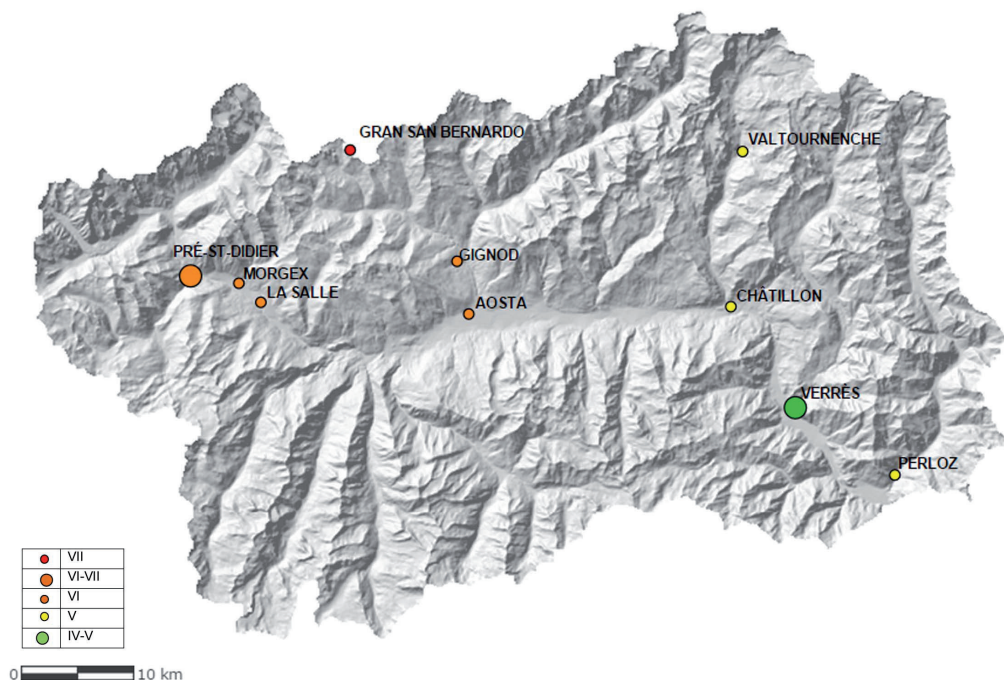 GRAN SAN BERNARDO
VALTOURNENCHE
PRÉ-ST-DIDIER
GIGNOD
MORGEX
LA SALLE
AOSTA
CHÂTILLON
VERRÉS
PERLOZ
VII
VI-VII
VI
V
IV-V
0 10 km